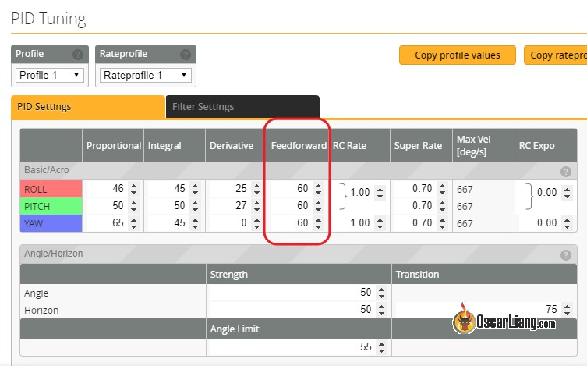 PID Tuning
Profile Rateprofile
Profile 1 Rateprofile 1 Copy profile values Copy ratepro
PID Settings Filter Settings
Proportional Integral Derivative Feedforward RC Rate Super Rate Max Vel [deg/s] RC Expo
Basic/Acro
ROLL 46 45 25 60 1.00 0.70 667 0.00
PITCH 50 50 27 60 0.70 667
YAW 65 45 0 60 1.00 0.70 667 0.00
Angle/Horizon
Strength Transition
Angle 50
Horizon 50 75
OscarLiang.com
Angle Limit
55